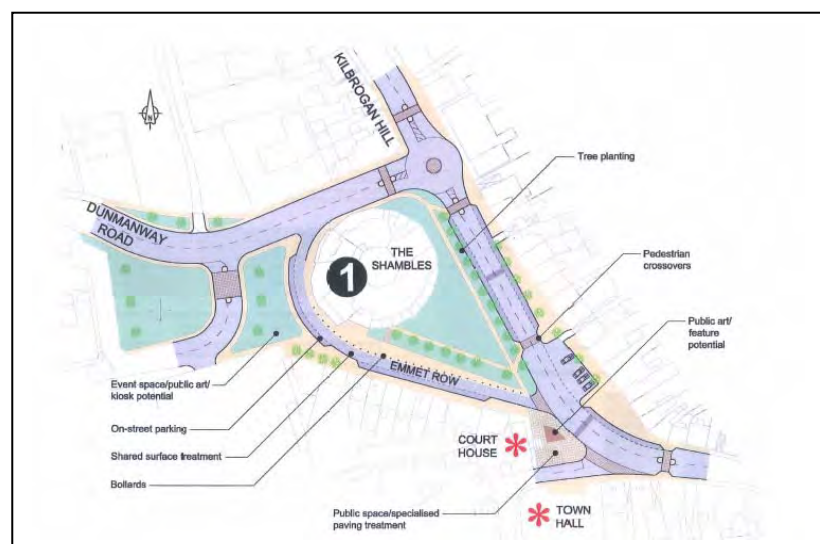 KILBROGAN HILL
N
Tree planting
DUNMANWAY
ROAD
THE
SHAMBLES
1
Pedestrian
crossovers
Public art/
feature
potential
Event space/public art/
kiosk potential
EMMET ROW
On-street parking
COURT
HOUSE
Shared surface treatment
Bollards
Public space/specialised
paving treatment
TOWN
HALL